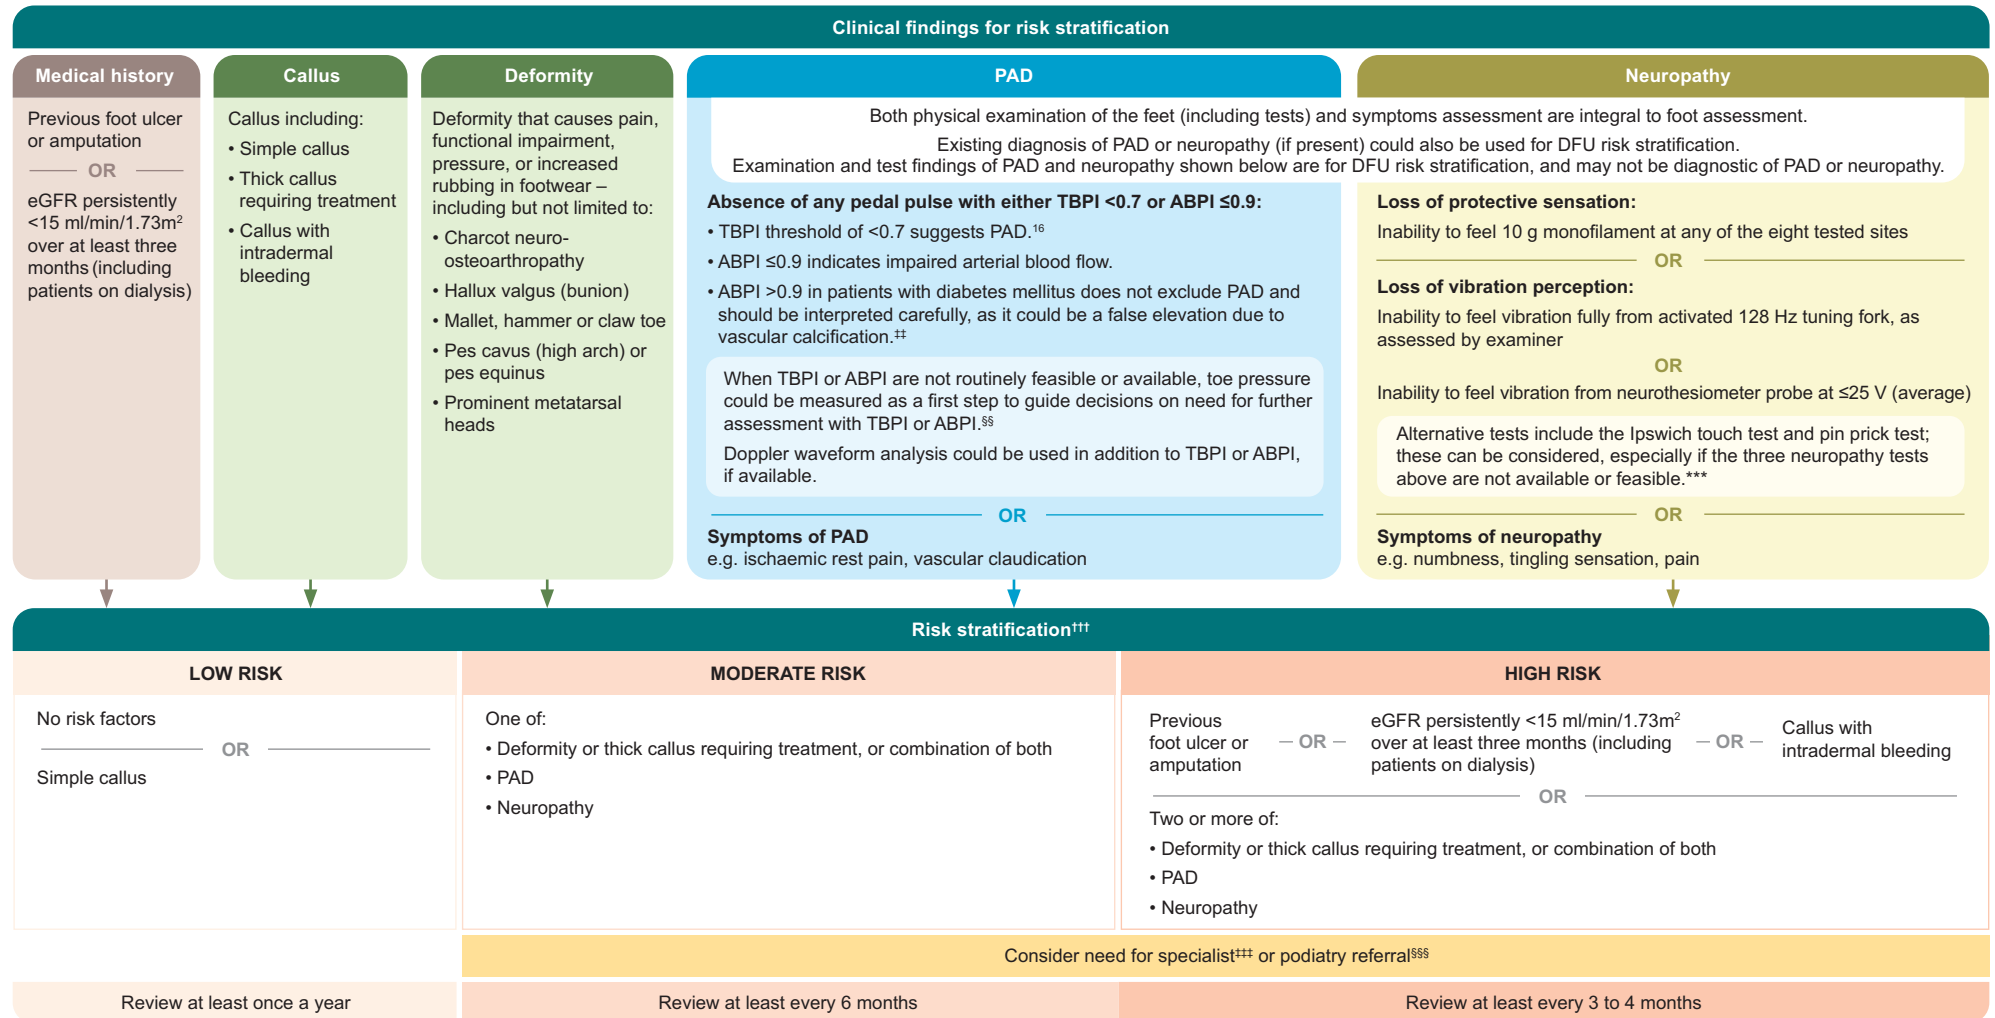 Clinical findings for risk stratification
Medical history
Previous foot ulcer
or amputation
OR
eGFR persistently
<15 ml/min/1.73m²
over at least three
months (including
patients on dialysis)
Callus
Callus including:
• Simple callus
• Thick callus
requiring treatment
• Callus with
intradermal
bleeding
Deformity
Deformity that causes pain,
functional impairment,
pressure, or increased
rubbing in footwear –
including but not limited to:
• Charcot neuro-
osteoarthropathy
• Hallux valgus (bunion)
• Mallet, hammer or claw toe
• Pes cavus (high arch) or
pes equinus
• Prominent metatarsal
heads
PAD
Neuropathy
Both physical examination of the feet (including tests) and symptoms assessment are integral to foot assessment.
Existing diagnosis of PAD or neuropathy (if present) could also be used for DFU risk stratification.
Examination and test findings of PAD and neuropathy shown below are for DFU risk stratification, and may not be diagnostic of PAD or neuropathy.
Absence of any pedal pulse with either TBPI <0.7 or ABPI ≤0.9:
• TBPI threshold of <0.7 suggests PAD.¹⁶
• ABPI ≤0.9 indicates impaired arterial blood flow.
• ABPI >0.9 in patients with diabetes mellitus does not exclude PAD and
should be interpreted carefully, as it could be a false elevation due to
vascular calcification.‡‡
When TBPI or ABPI are not routinely feasible or available, toe pressure
could be measured as a first step to guide decisions on need for further
assessment with TBPI or ABPI.§§
Doppler waveform analysis could be used in addition to TBPI or ABPI,
if available.
OR
Symptoms of PAD
e.g. ischaemic rest pain, vascular claudication
Loss of protective sensation:
Inability to feel 10 g monofilament at any of the eight tested sites
OR
Loss of vibration perception:
Inability to feel vibration fully from activated 128 Hz tuning fork, as
assessed by examiner
OR
Inability to feel vibration from neurothesiometer probe at ≤25 V (average)
Alternative tests include the Ipswich touch test and pin prick test;
these can be considered, especially if the three neuropathy tests
above are not available or feasible.***
OR
Symptoms of neuropathy
e.g. numbness, tingling sensation, pain
Risk stratification†††
LOW RISK
No risk factors
OR
Simple callus
MODERATE RISK
One of:
• Deformity or thick callus requiring treatment, or combination of both
• PAD
• Neuropathy
HIGH RISK
Previous
foot ulcer or
amputation
OR
eGFR persistently <15 ml/min/1.73m²
over at least three months (including
patients on dialysis)
OR
Callus with
intradermal bleeding
OR
Two or more of:
• Deformity or thick callus requiring treatment, or combination of both
• PAD
• Neuropathy
Consider need for specialist‡‡‡ or podiatry referral§§§
Review at least once a year
Review at least every 6 months
Review at least every 3 to 4 months